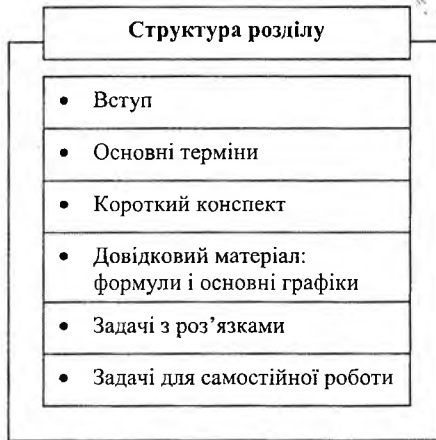 Структура розділу
• Вступ
• Основні терміни
• Короткий конспект
• Довідковий матеріал:
формули і основні графіки
• Задачі з роз’язками
• Задачі для самостійної роботи